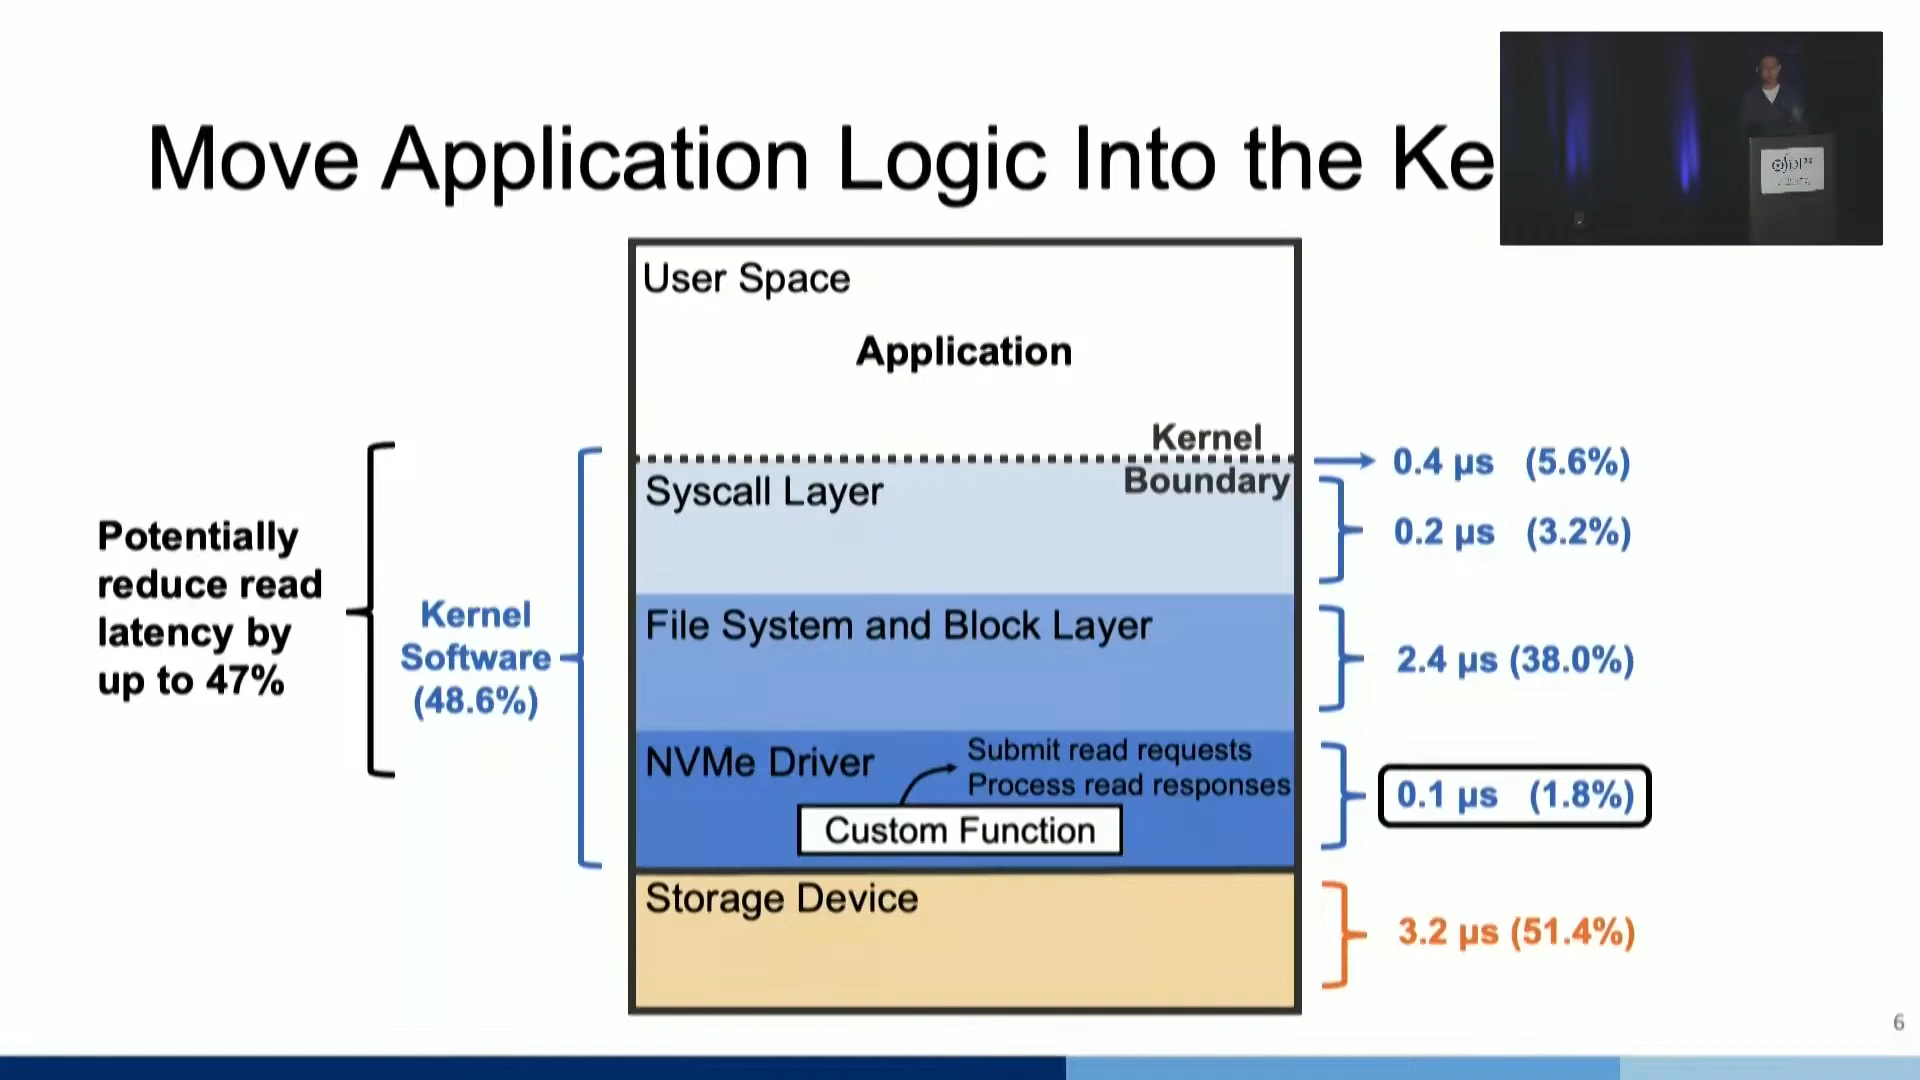 Move Application Logic Into the Ke
User Space
Application
Kernel
Boundary
0.4 µs (5.6%)
Syscall Layer
0.2 µs (3.2%)
Potentially
reduce read
latency by
up to 47%
Kernel
Software
(48.6%)
File System and Block Layer
2.4 µs (38.0%)
NVMe Driver
Submit read requests
Process read responses
Custom Function
0.1 µs (1.8%)
Storage Device
3.2 µs (51.4%)
6